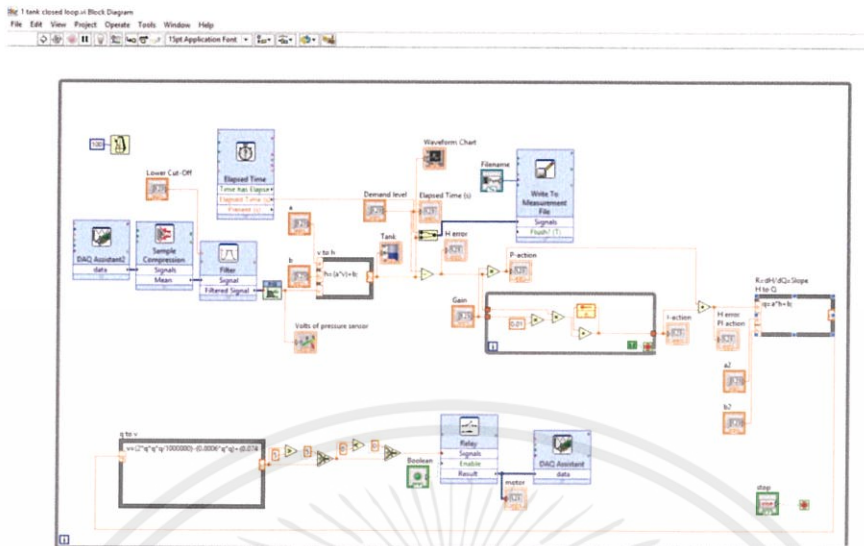 1 tank closed loop.vi Block Diagram
File Edit View Project Operate Tools Window Help
15pt Application Font
100
Lower Cut-Off
Elapsed Time
Time Has Elapse
Elapsed Time (s)
Present (s)
Waveform Chart
Filename
Write To
Measurement
File
Signals
Flush? (T)
Demand level
Elapsed Time (s)
H error
DAQ Assistant2
data
Sample
Compression
Signals
Mean
Filter
Signal
Filtered Signal
a
b
v to h
h=(a*v)+b;
Tank
P-action
Gain
Volts of pressure sensor
0.01
I-action
H error
PI action
R=dH/dQ=Slope
H to Q
q=a*h+b;
a2
b2
q to v
Boolean
Relay
Signals
Enable
Result
motor
DAQ Assistant
data
stop